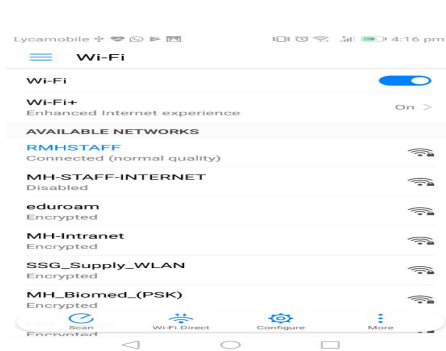 Lycamobile 4:16 pm
Wi-Fi
Wi-Fi
Wi-Fi+
Enhanced Internet experience
On >
AVAILABLE NETWORKS
RMHSTAFF
Connected (normal quality)
MH-STAFF-INTERNET
Disabled
eduroam
Encrypted
MH-Intranet
Encrypted
SSG_Supply_WLAN
Encrypted
MH_Biomed_(PSK)
Encrypted
Scan Wi-Fi Direct Configure More
Encrypted